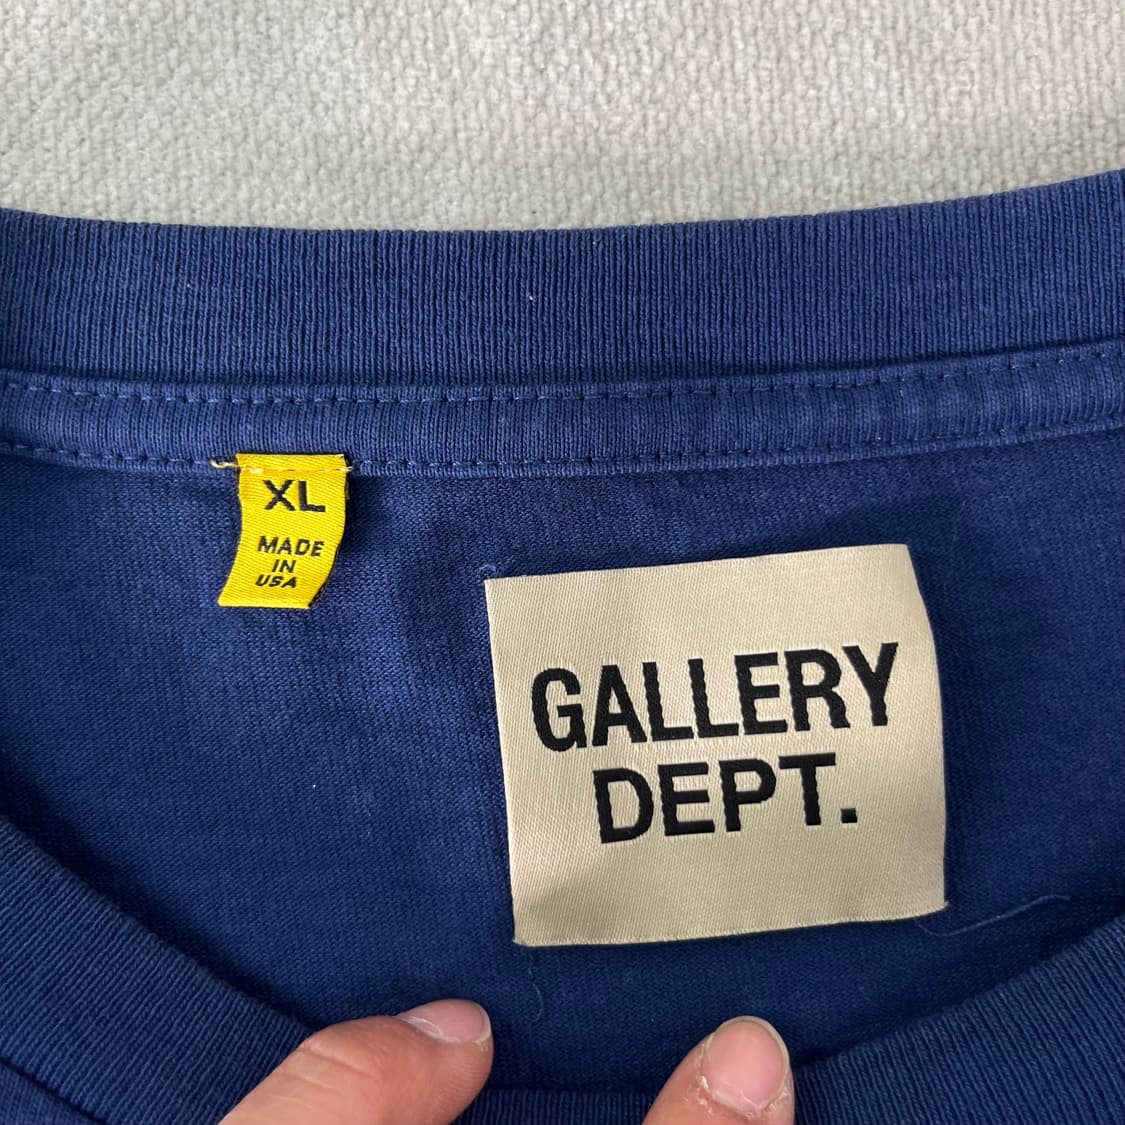 XL
MADE
IN
USA
GALLERY
DEPT.